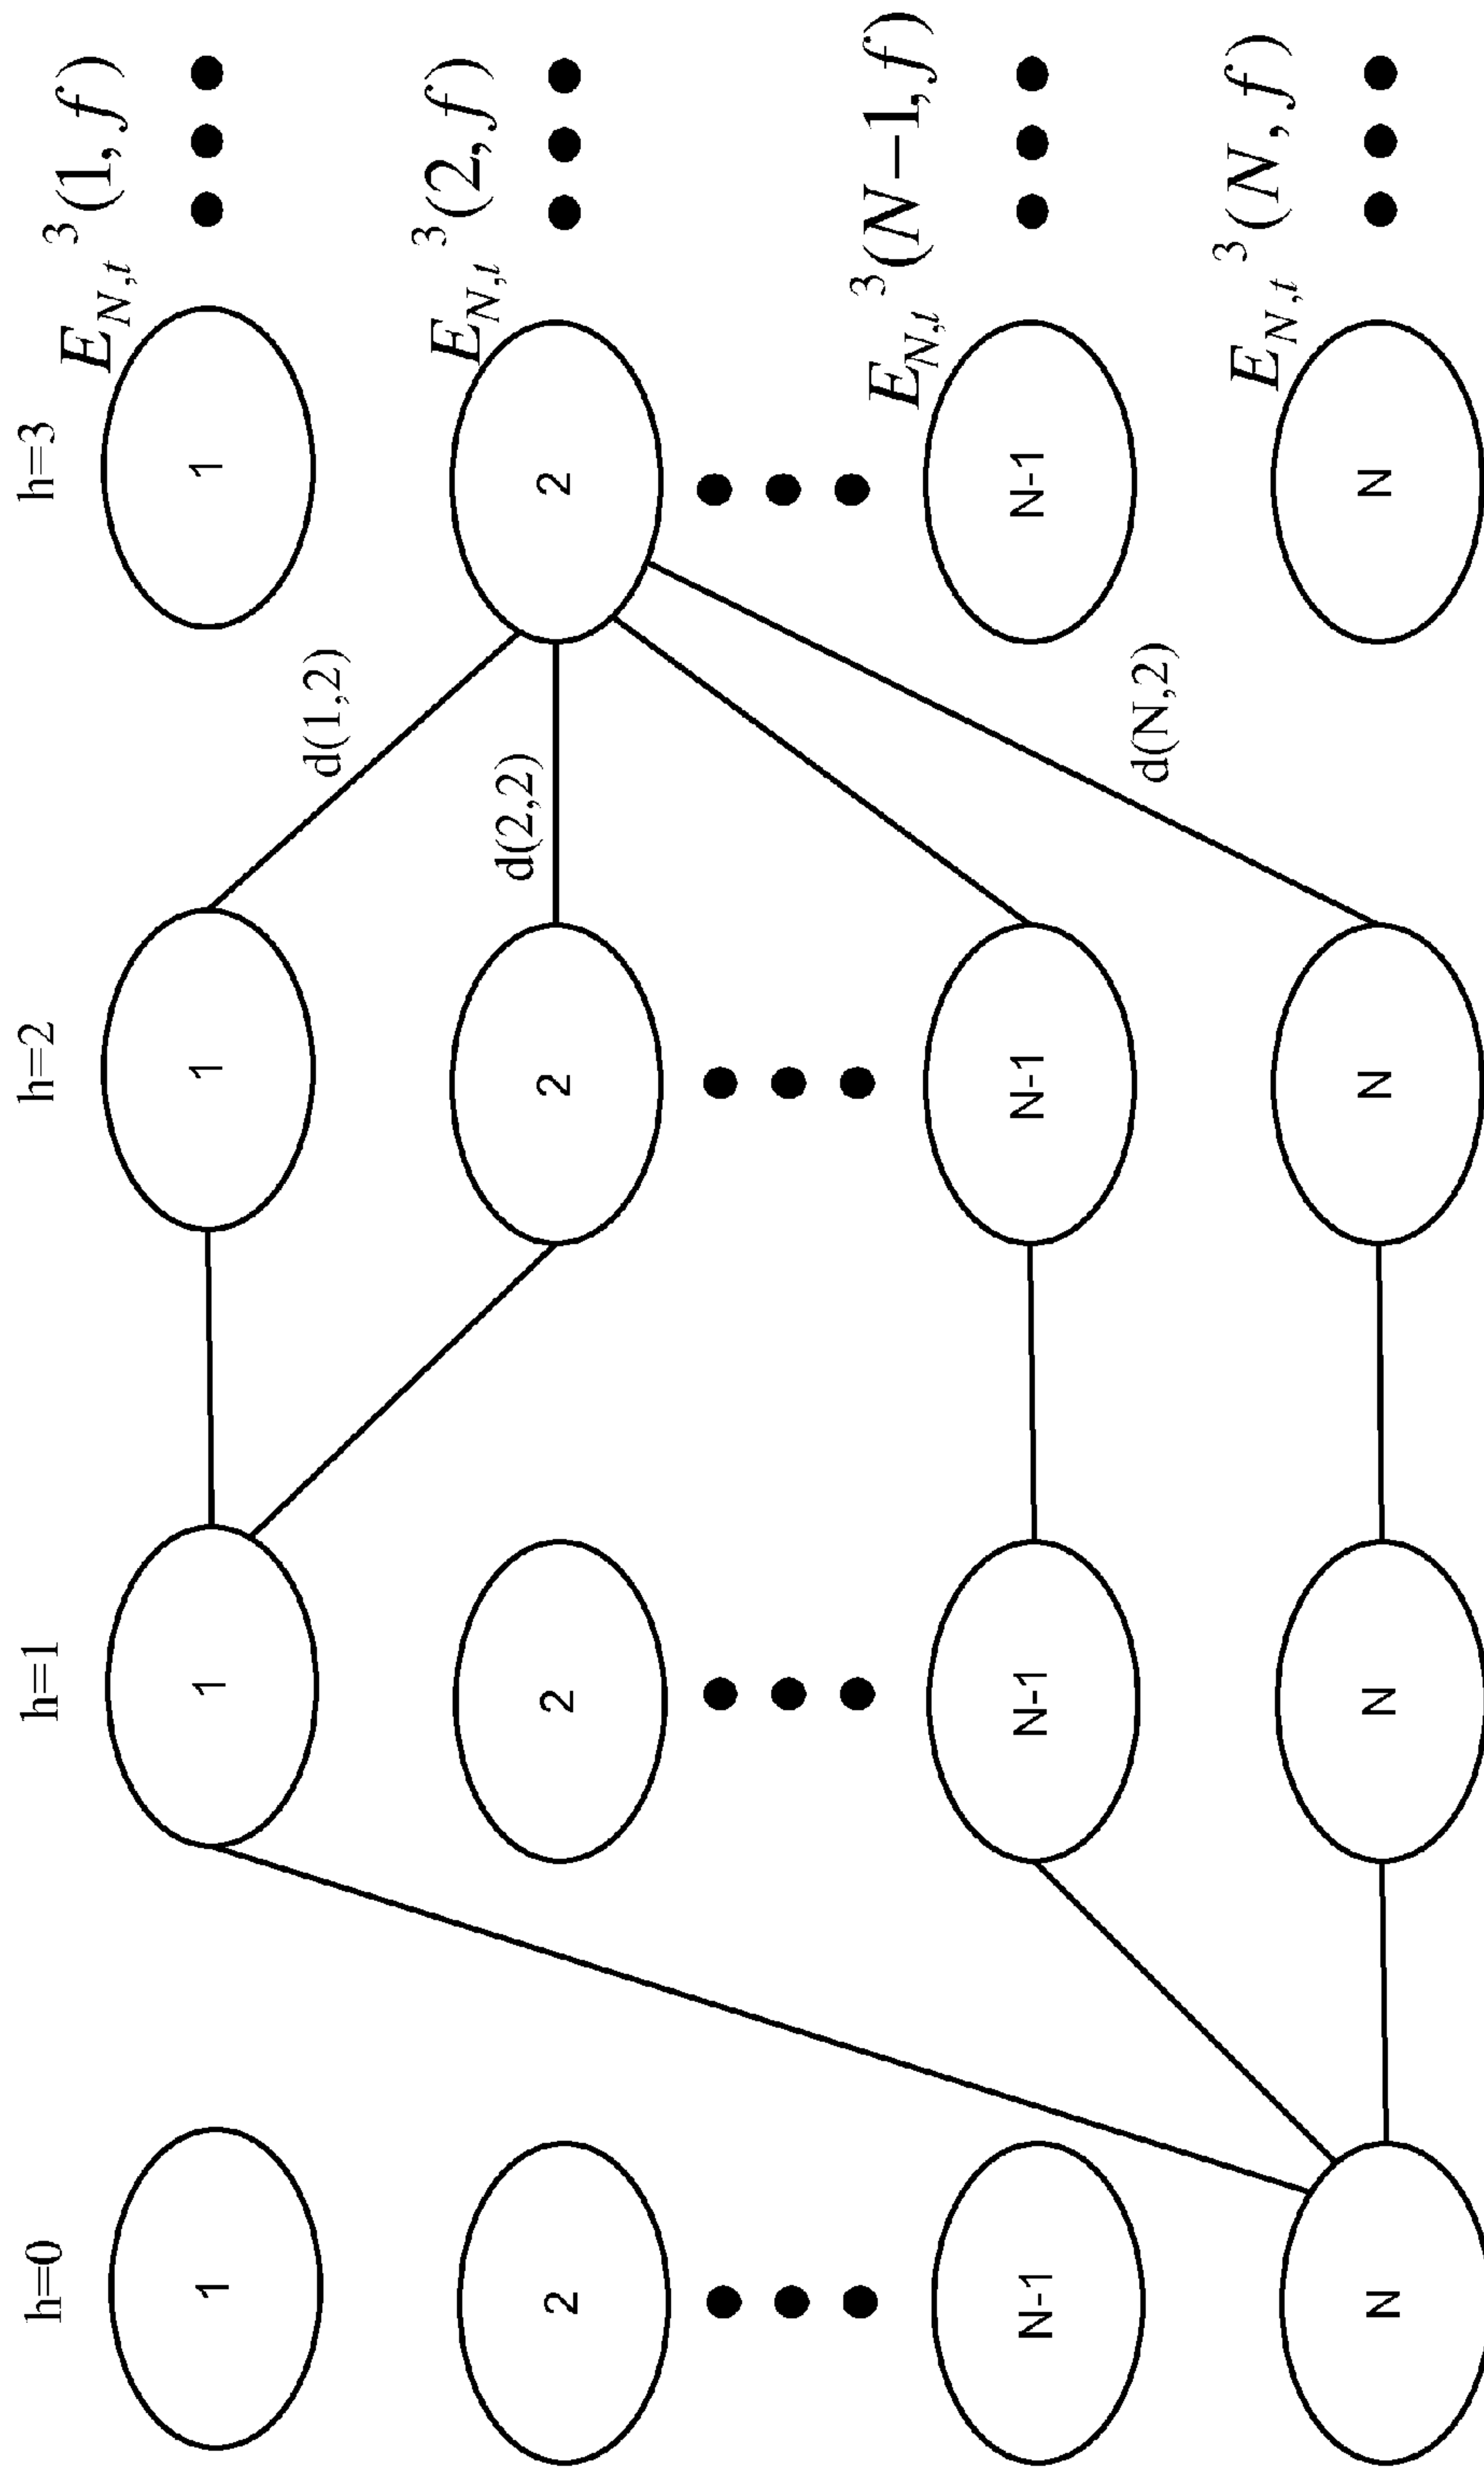 h=0
h=1
h=2
h=3
1
1
1
1
E_{N,t}^3(1,f)
d(1,2)
2
2
2
2
E_{N,t}^3(2,f)
d(2,2)
N-1
N-1
N-1
N-1
E_{N,t}^3(N−1,f)
d(N,2)
N
N
N
N
E_{N,t}^3(N,f)